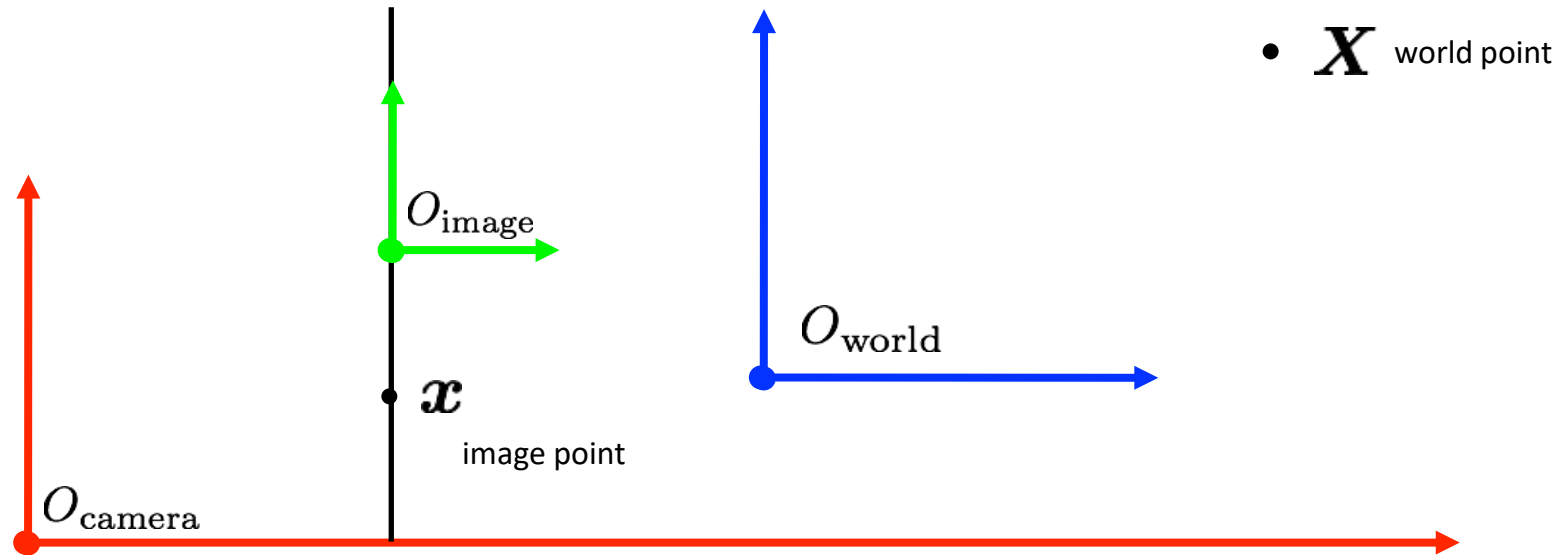 X world point
O_image
O_world
x
image point
O_camera